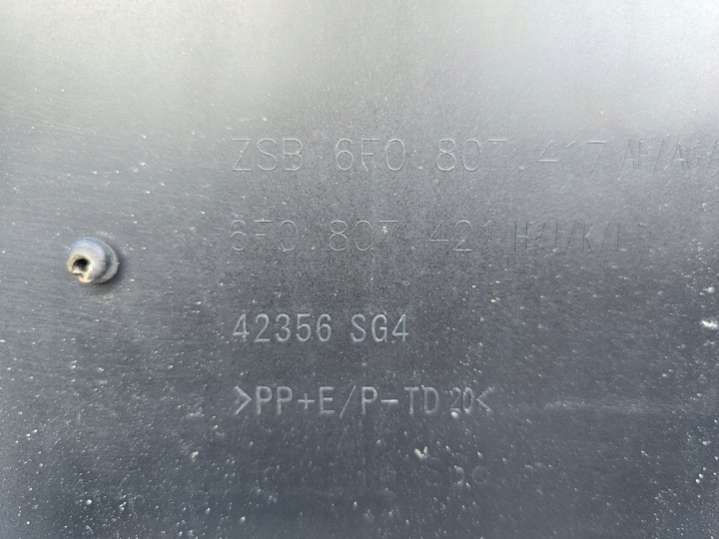 ZSB 6F0.807.417
6F0.807.421 H/J/K/L
42356 SG4
>PP+E/P-TD20<